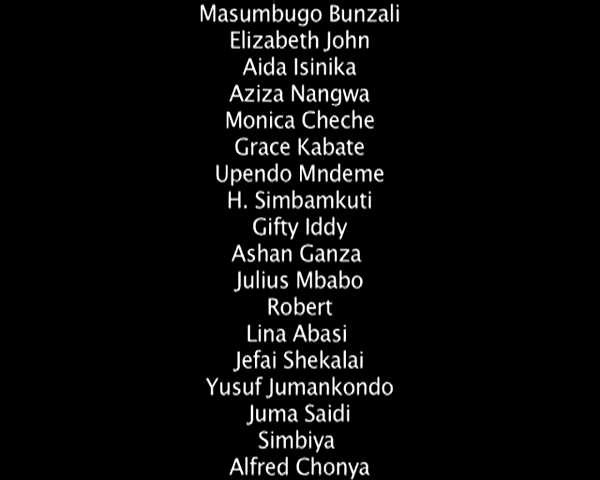 Masumbugo Bunzali
Elizabeth John
Aida Isinika
Aziza Nangwa
Monica Cheche
Grace Kabate
Upendo Mndeme
H. Simbamkuti
Gifty Iddy
Ashan Ganza
Julius Mbabo
Robert
Lina Abasi
Jefai Shekalai
Yusuf Jumankondo
Juma Saidi
Simbiya
Alfred Chonya